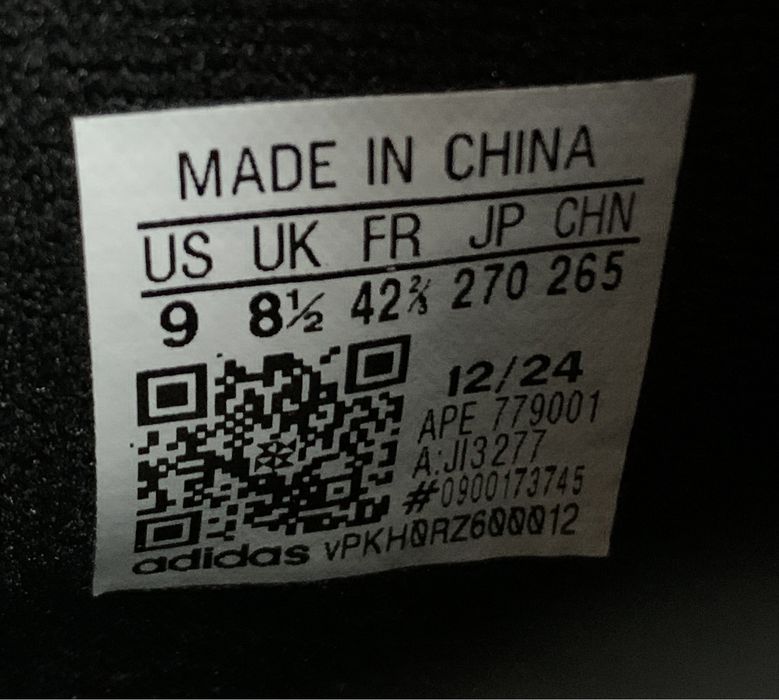 MADE IN CHINA
US UK FR JP CHN
9 8½ 42⅔ 270 265
12/24
APE 779001
A:JI3277
#0900173745
adidas vPKH0RZ600012